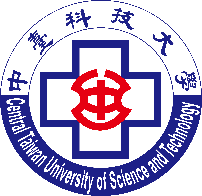 中臺科技大學
Central Taiwan University of Science and Technology